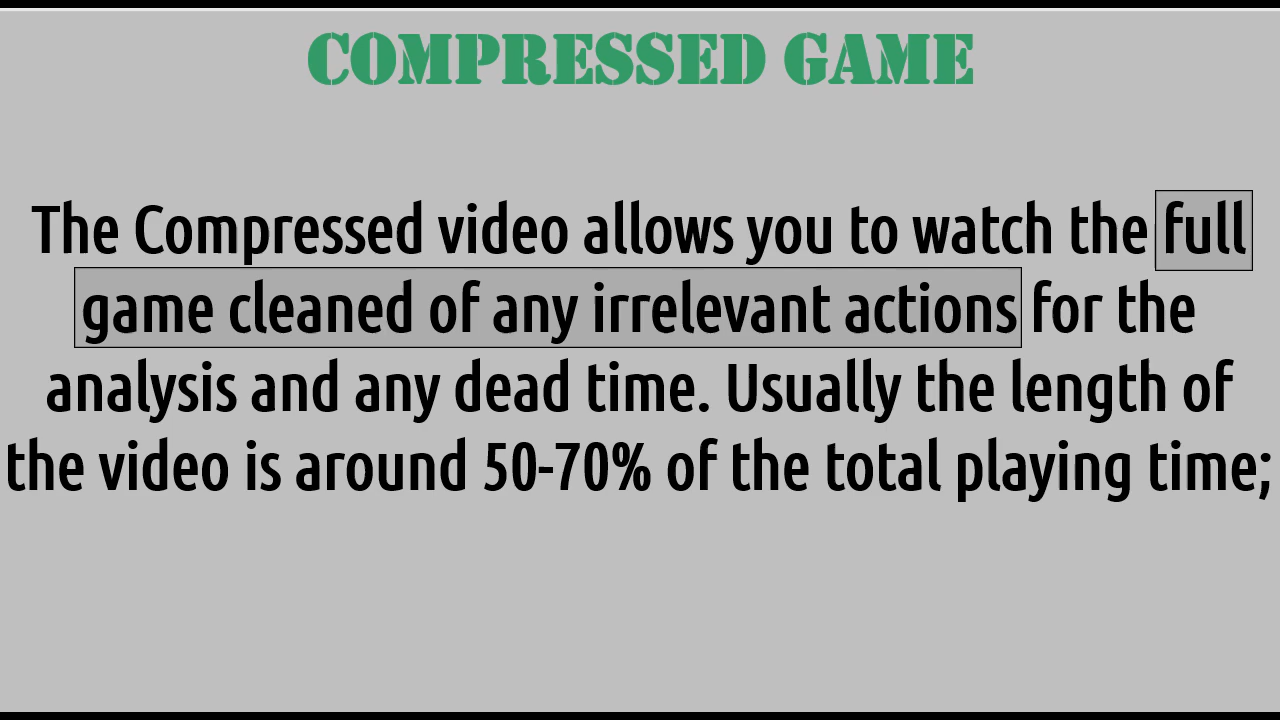 COMPRESSED GAME
The Compressed video allows you to watch the full
game cleaned of any irrelevant actions for the
analysis and any dead time. Usually the length of
the video is around 50-70% of the total playing time;